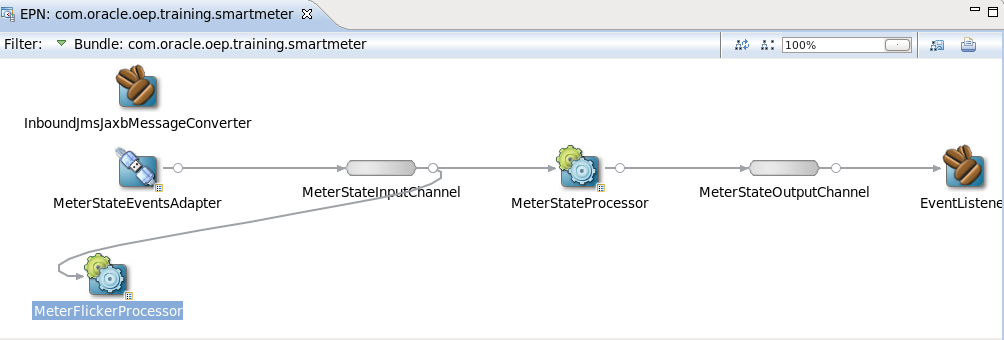 EPN: com.oracle.oep.training.smartmeter
Filter: Bundle: com.oracle.oep.training.smartmeter 100%
InboundJmsJaxbMessageConverter
MeterStateEventsAdapter MeterStateInputChannel MeterStateProcessor MeterStateOutputChannel EventListene
MeterFlickerProcessor